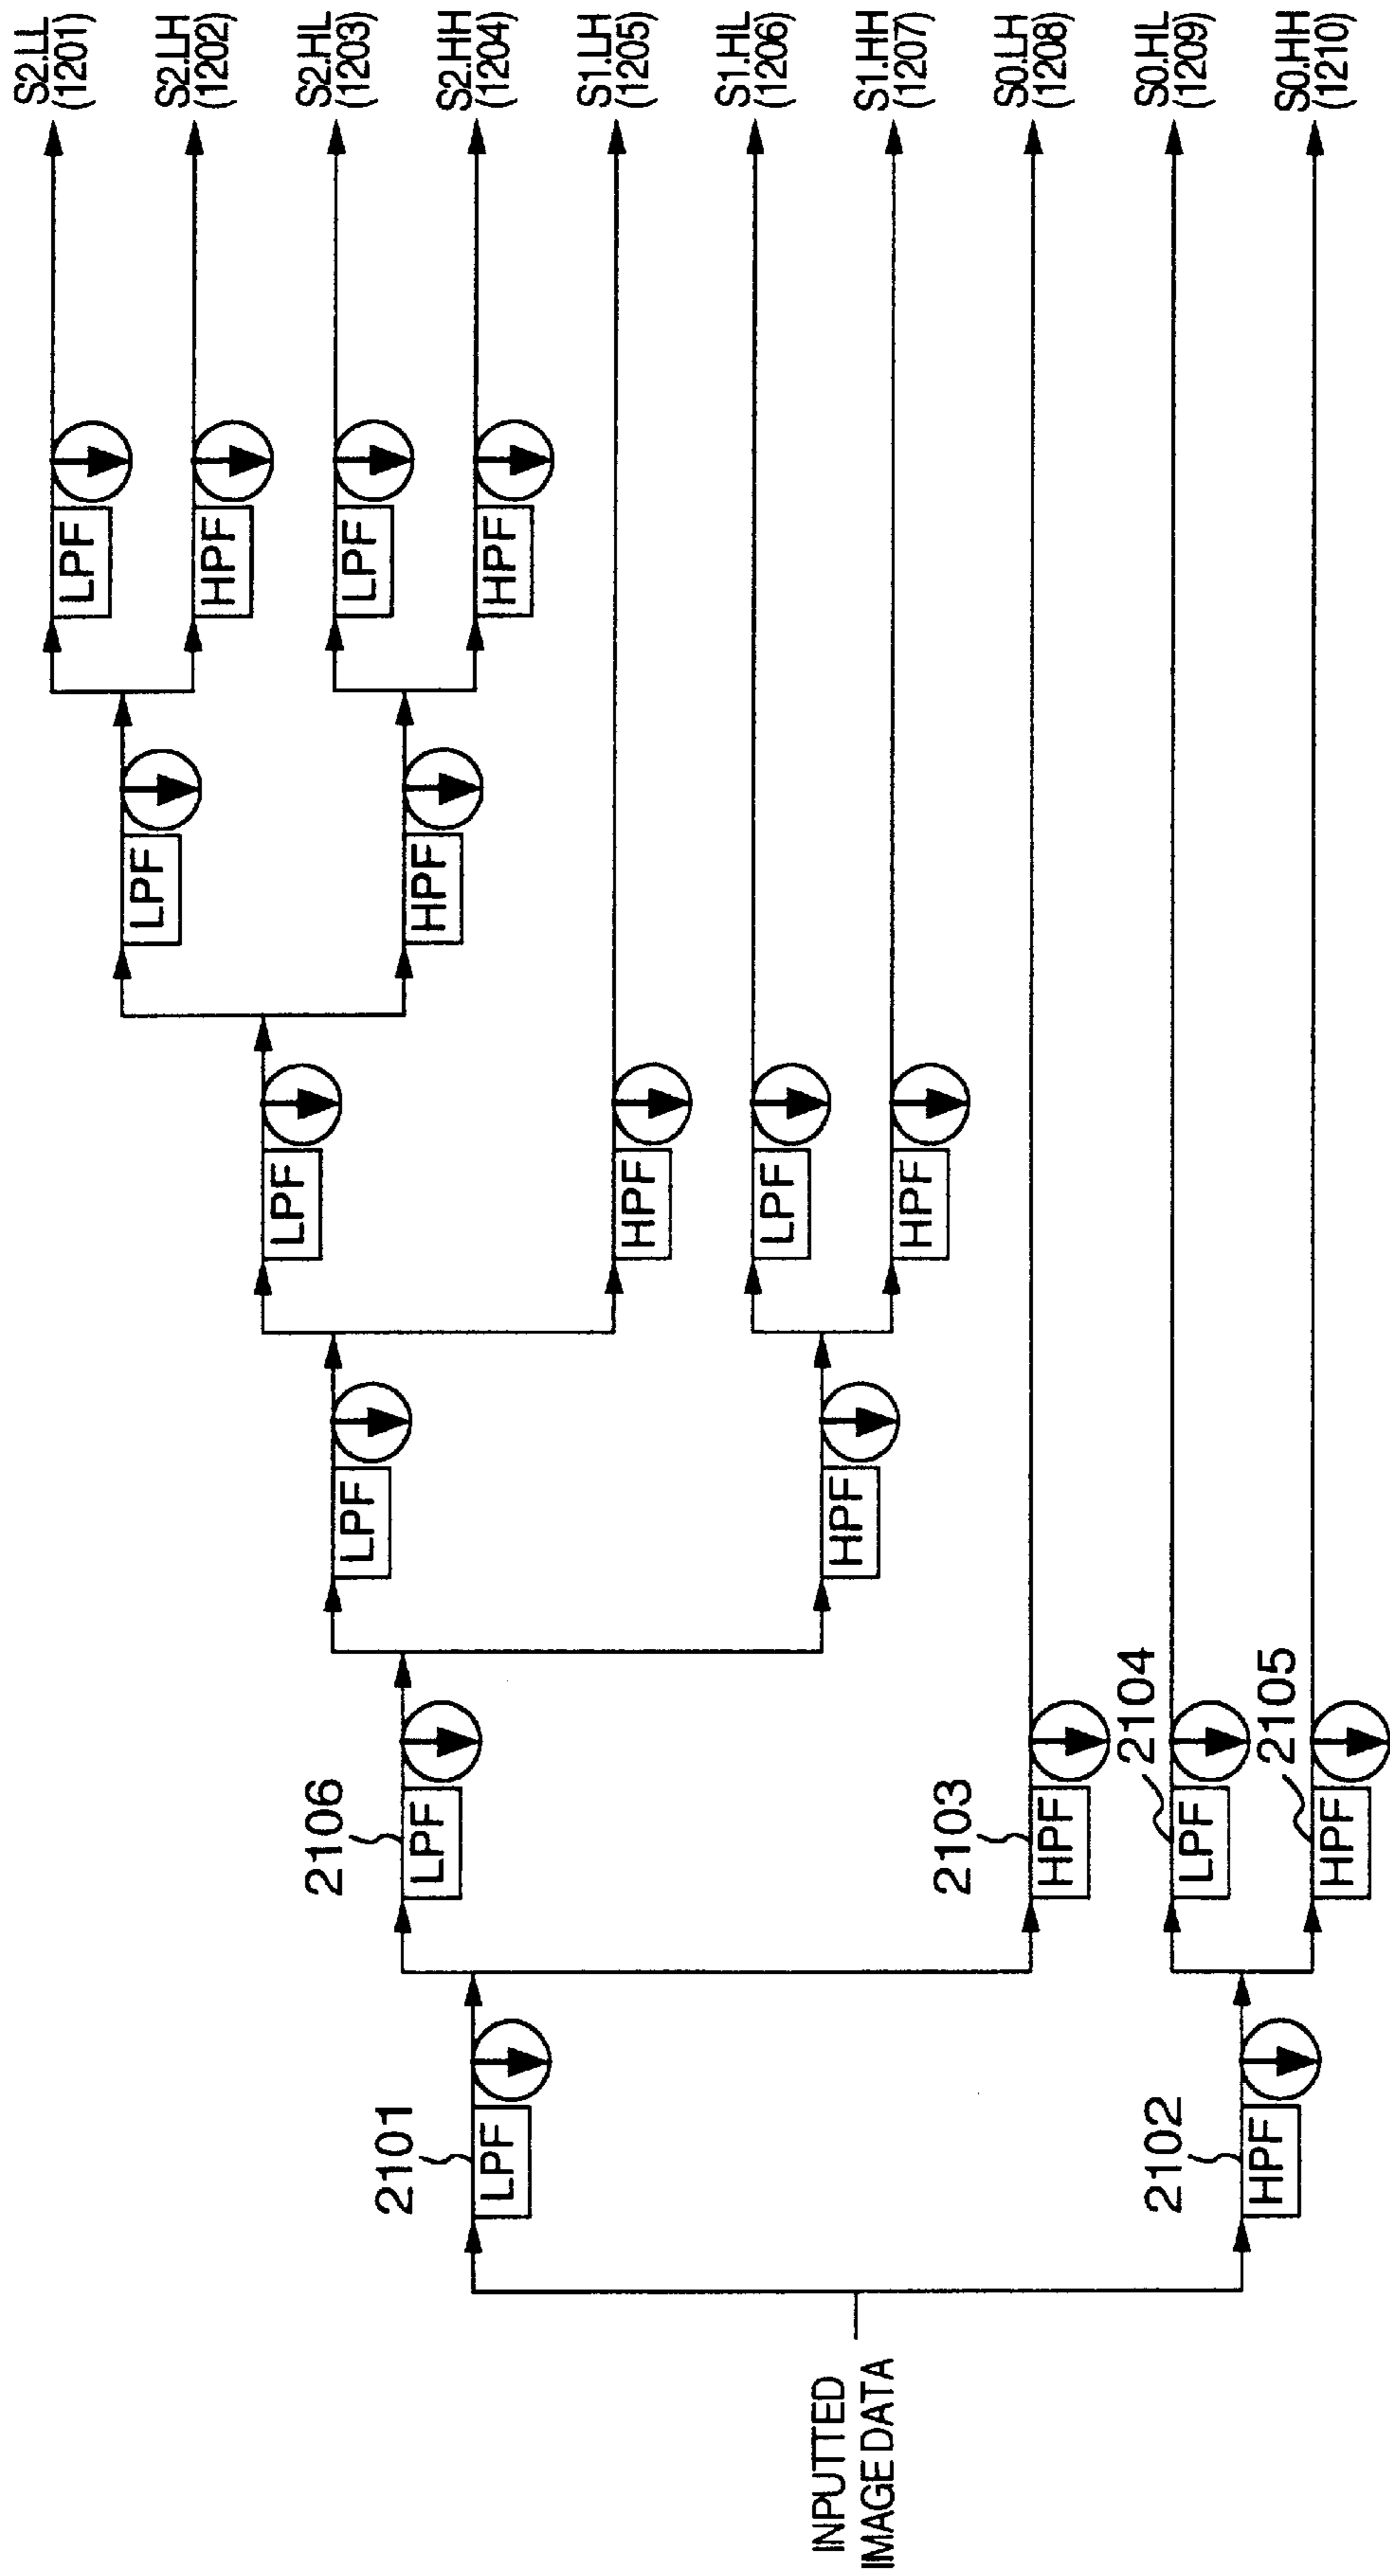 INPUTTED
IMAGE DATA
2101
LPF
2102
HPF
2106
LPF
2103
HPF
2104
LPF
2105
HPF
LPF
HPF
LPF
HPF
LPF
HPF
LPF
HPF
LPF
HPF
LPF
HPF
S2.LL
(1201)
S2.LH
(1202)
S2.HL
(1203)
S2.HH
(1204)
S1.LH
(1205)
S1.HL
(1206)
S1.HH
(1207)
S0.LH
(1208)
S0.HL
(1209)
S0.HH
(1210)